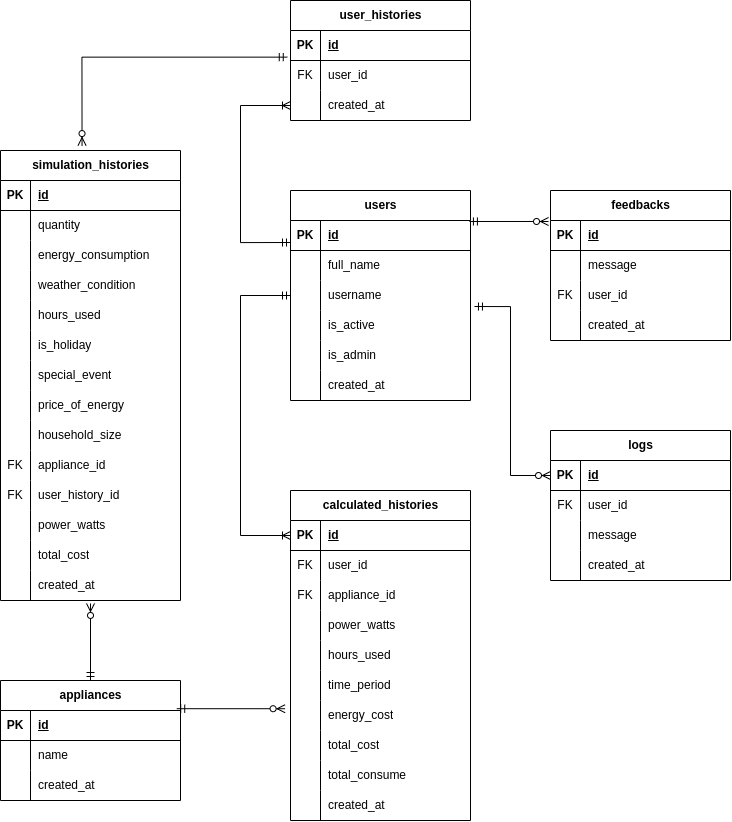 user_histories
PK id
FK user_id
created_at
simulation_histories
PK id
quantity
energy_consumption
weather_condition
hours_used
is_holiday
special_event
price_of_energy
household_size
FK appliance_id
FK user_history_id
power_watts
total_cost
created_at
users
PK id
full_name
username
is_active
is_admin
created_at
feedbacks
PK id
message
FK user_id
created_at
logs
PK id
FK user_id
message
created_at
calculated_histories
PK id
FK user_id
FK appliance_id
power_watts
hours_used
time_period
energy_cost
total_cost
total_consume
created_at
appliances
PK id
name
created_at